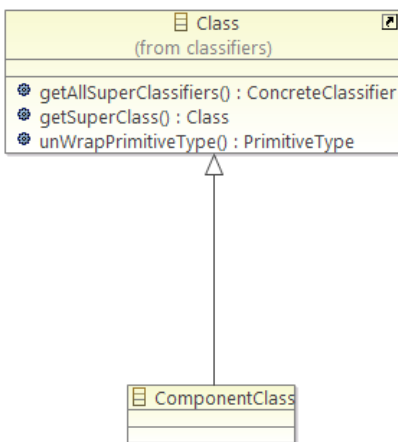 Class
(from classifiers)
getAllSuperClassifiers() : ConcreteClassifier
getSuperClass() : Class
unWrapPrimitiveType() : PrimitiveType
ComponentClass